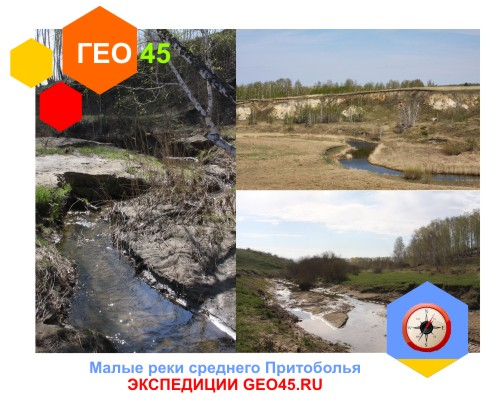 ГЕО 45
Малые реки среднего Притоболья
ЭКСПЕДИЦИИ GEO45.RU